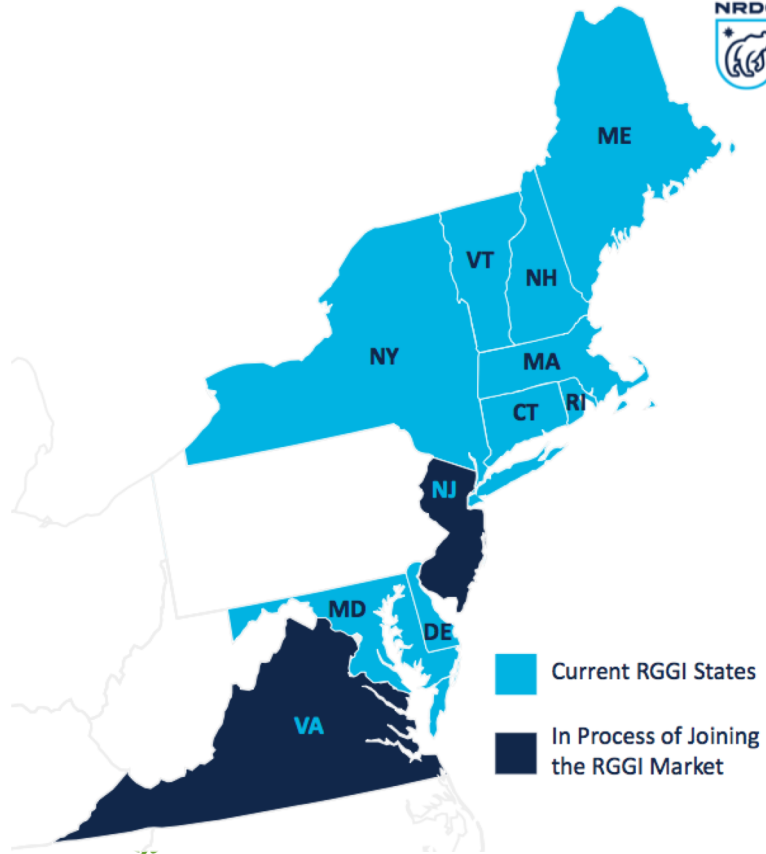 NRDC
ME
VT
NH
NY
MA
CT
RI
NJ
MD
DE
VA
Current RGGI States
In Process of Joining
the RGGI Market